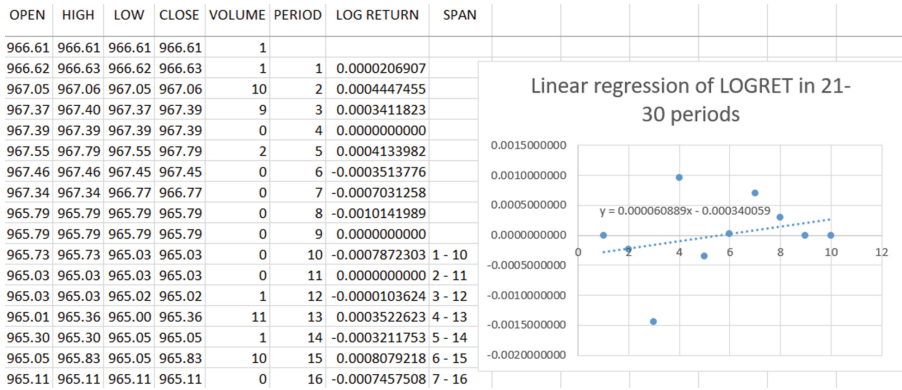 OPEN HIGH LOW CLOSE VOLUME PERIOD LOG RETURN SPAN
966.61 966.61 966.61 966.61 1
966.62 966.63 966.62 966.63 1 1 0.0000206907
967.05 967.06 967.05 967.06 10 2 0.0004447455
967.37 967.40 967.37 967.39 9 3 0.0003411823
967.39 967.39 967.39 967.39 0 4 0.0000000000
967.55 967.79 967.55 967.79 2 5 0.0004133982
967.46 967.46 967.45 967.45 0 6 -0.0003513776
967.34 967.34 966.77 966.77 0 7 -0.0007031258
965.79 965.79 965.79 965.79 0 8 -0.0010141989
965.79 965.79 965.79 965.79 0 9 0.0000000000
965.73 965.73 965.03 965.03 0 10 -0.0007872303 1 - 10
965.03 965.03 965.03 965.03 0 11 0.0000000000 2 - 11
965.03 965.03 965.02 965.02 1 12 -0.0000103624 3 - 12
965.01 965.36 965.00 965.36 11 13 0.0003522623 4 - 13
965.30 965.30 965.05 965.05 1 14 -0.0003211753 5 - 14
965.05 965.83 965.05 965.83 10 15 0.0008079218 6 - 15
965.11 965.11 965.11 965.11 0 16 -0.0007457508 7 - 16
Linear regression of LOGRET in 21-
30 periods
0.0015000000
0.0010000000
0.0005000000
y = 0.000060889x - 0.000340059
0.0000000000
0 2 4 6 8 10 12
-0.0005000000
-0.0010000000
-0.0015000000
-0.0020000000